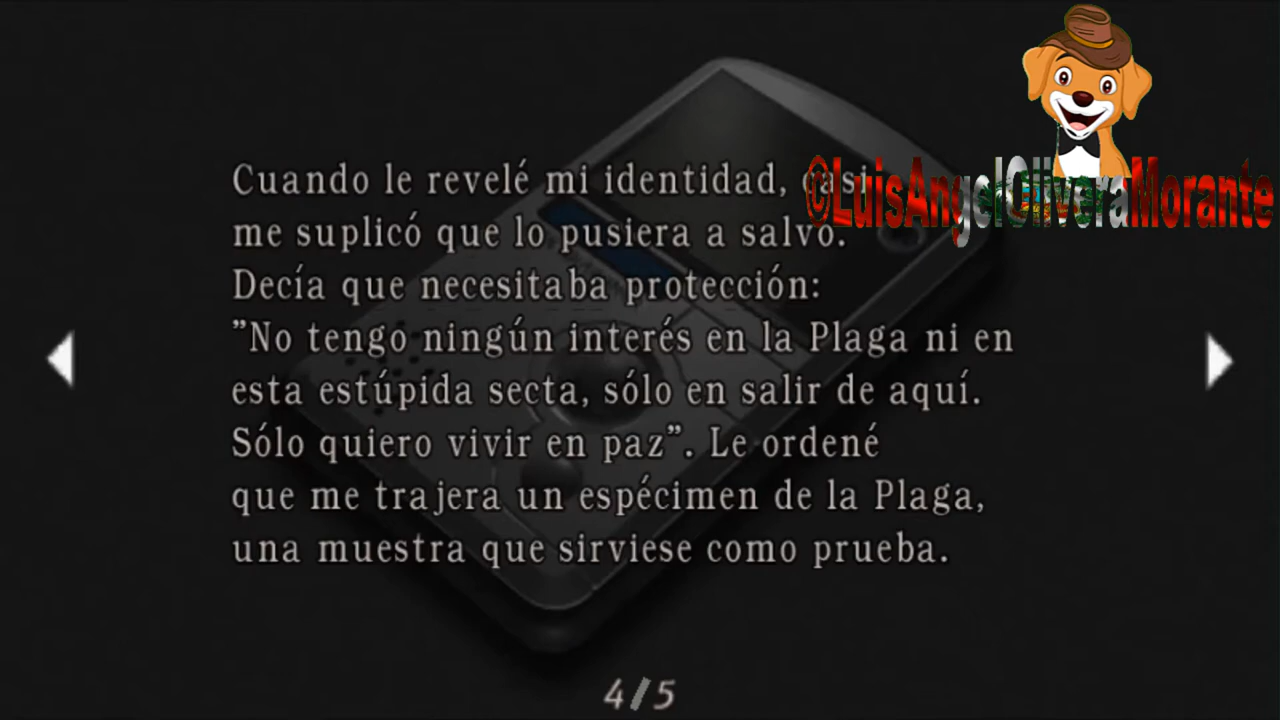 Cuando le revelé mi identidad, casi
me suplicó que lo pusiera a salvo.
Decía que necesitaba protección:
"No tengo ningún interés en la Plaga ni en
esta estúpida secta, sólo en salir de aquí.
Sólo quiero vivir en paz". Le ordené
que me trajera un espécimen de la Plaga,
una muestra que sirviese como prueba.
©LuisAngelOliveraMorante
4/5